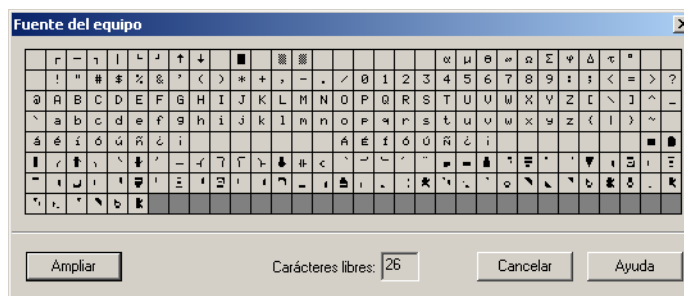 Fuente del equipo
┌ ─ ┐ │ └ ┘ ↑ ↓ █ ▒ ▒ α μ θ ∞ Ω Σ φ Δ τ °
! " # $ % & ' ( ) * + , - . / 0 1 2 3 4 5 6 7 8 9 : ; < = > ?
@ A B C D E F G H I J K L M N O P Q R S T U V W X Y Z [ \ ] ^ _
` a b c d e f g h i j k l m n o p q r s t u v w x y z { | } ~
á é í ó ú ñ ¿ ¡ Á É Í Ó Ú Ñ ¿ ¡
Ampliar
Carácteres libres: 26
Cancelar
Ayuda